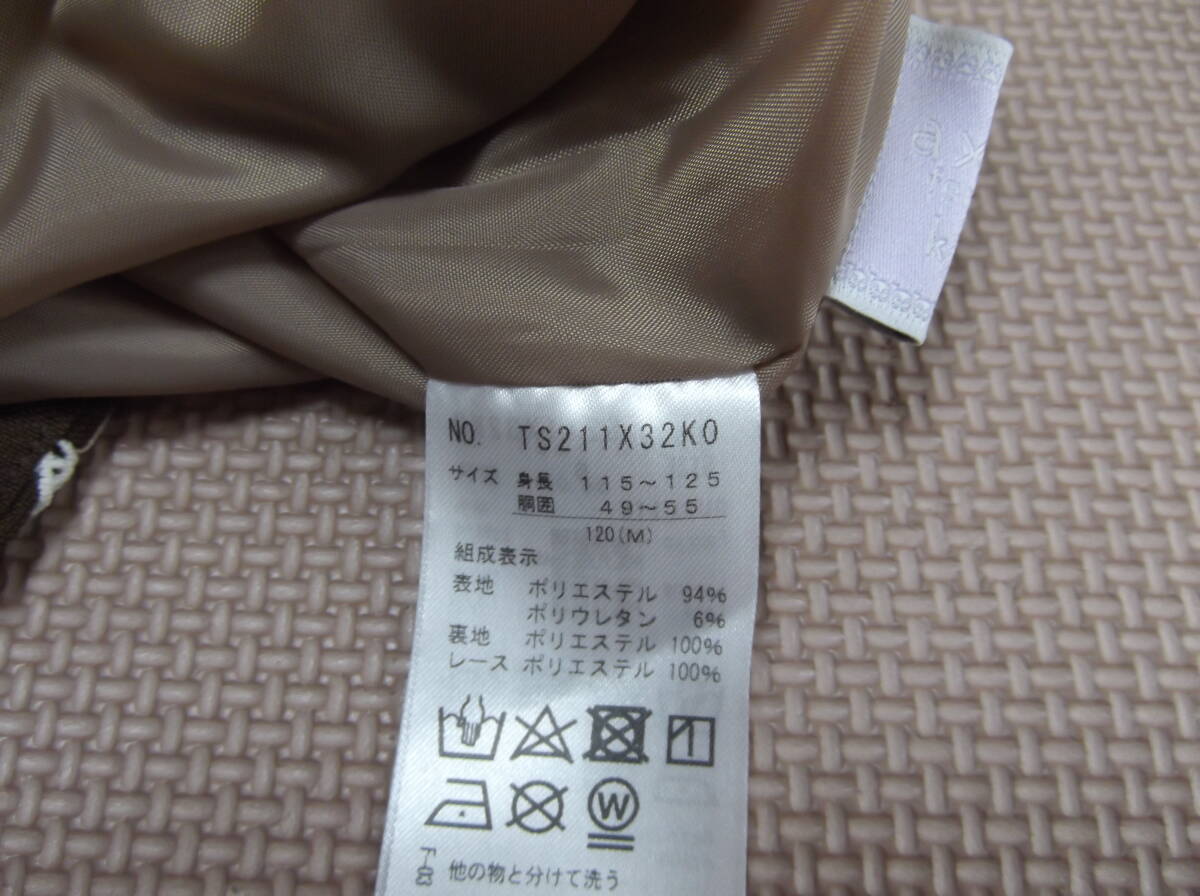 NO. TS211X32KO
サイズ 身長 115～125
胴囲 49～55
120(M)
組成表示
表地 ポリエステル 94%
ポリウレタン 6%
裏地 ポリエステル 100%
レース ポリエステル 100%
W
他の物と分けて洗う